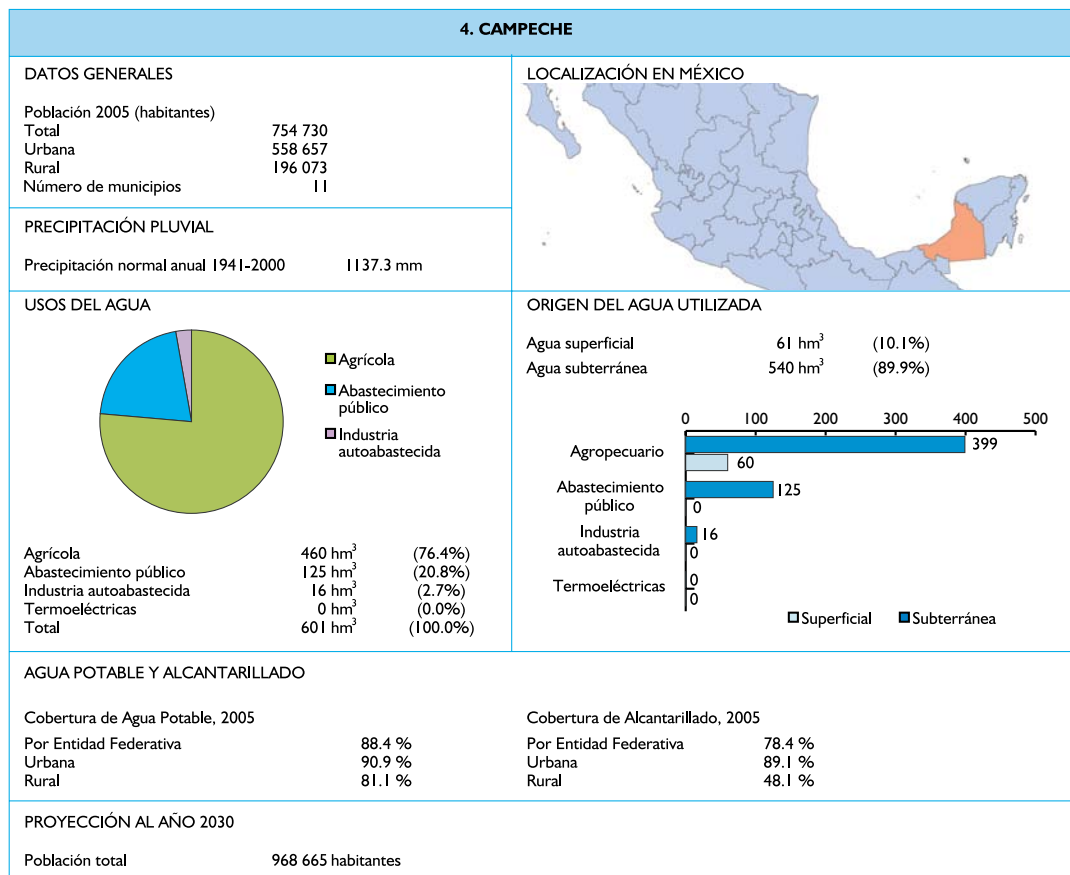 4. CAMPECHE
DATOS GENERALES
Población 2005 (habitantes)
Total 754 730
Urbana 558 657
Rural 196 073
Número de municipios 11
LOCALIZACIÓN EN MÉXICO
PRECIPITACIÓN PLUVIAL
Precipitación normal anual 1941-2000 1137.3 mm
USOS DEL AGUA
Agrícola
Abastecimiento
público
Industria
autoabastecida
Agrícola 460 hm³ (76.4%)
Abastecimiento público 125 hm³ (20.8%)
Industria autoabastecida 16 hm³ (2.7%)
Termoeléctricas 0 hm³ (0.0%)
Total 601 hm³ (100.0%)
ORIGEN DEL AGUA UTILIZADA
Agua superficial 61 hm³ (10.1%)
Agua subterránea 540 hm³ (89.9%)
0 100 200 300 400 500
Agropecuario
399
60
Abastecimiento
público
125
0
Industria
autoabastecida
16
0
Termoeléctricas
0
0
Superficial Subterránea
AGUA POTABLE Y ALCANTARILLADO
Cobertura de Agua Potable, 2005
Por Entidad Federativa 88.4 %
Urbana 90.9 %
Rural 81.1 %
Cobertura de Alcantarillado, 2005
Por Entidad Federativa 78.4 %
Urbana 89.1 %
Rural 48.1 %
PROYECCIÓN AL AÑO 2030
Población total 968 665 habitantes